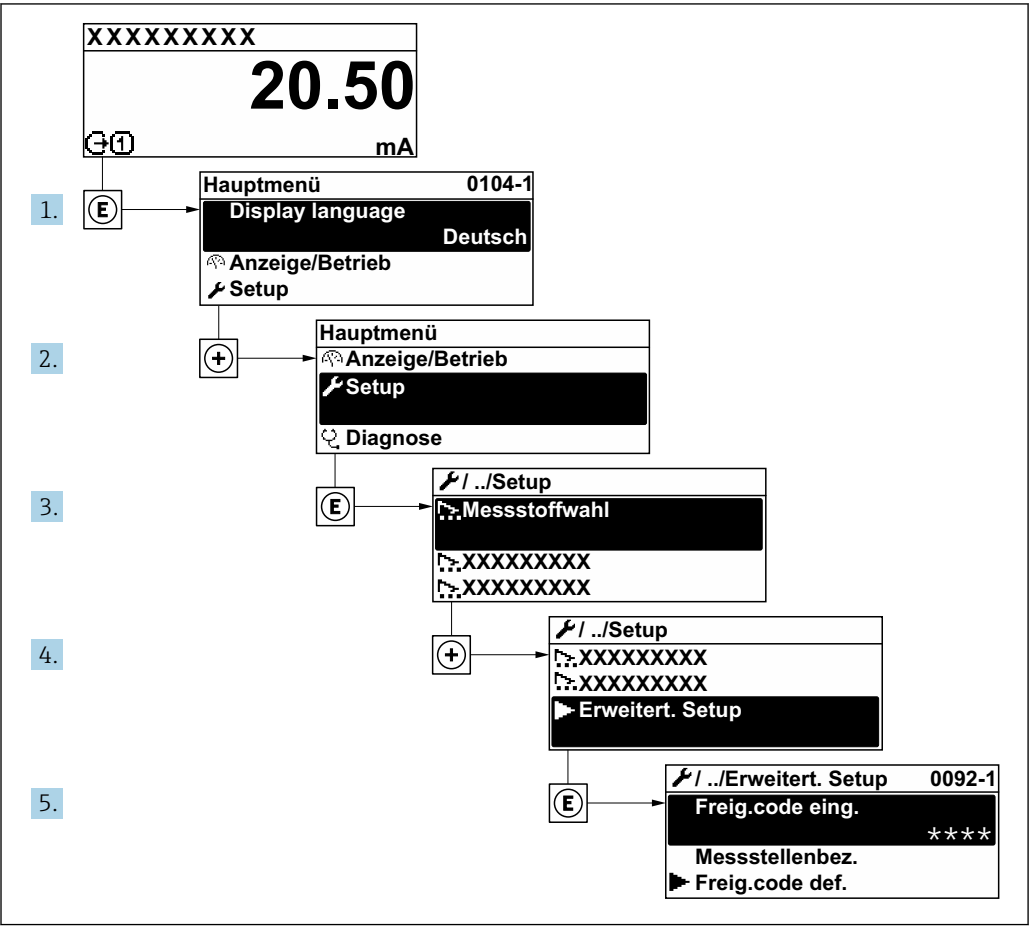 XXXXXXXXX
20.50
1
mA
1.
E
Hauptmenü 0104-1
Display language
Deutsch
Anzeige/Betrieb
Setup
2.
+
Hauptmenü
Anzeige/Betrieb
Setup
Diagnose
3.
E
/ ../Setup
Messstoffwahl
XXXXXXXXX
XXXXXXXXX
4.
+
/ ../Setup
XXXXXXXXX
XXXXXXXXX
Erweitert. Setup
5.
E
/ ../Erweitert. Setup 0092-1
Freig.code eing.
****
Messstellenbez.
Freig.code def.